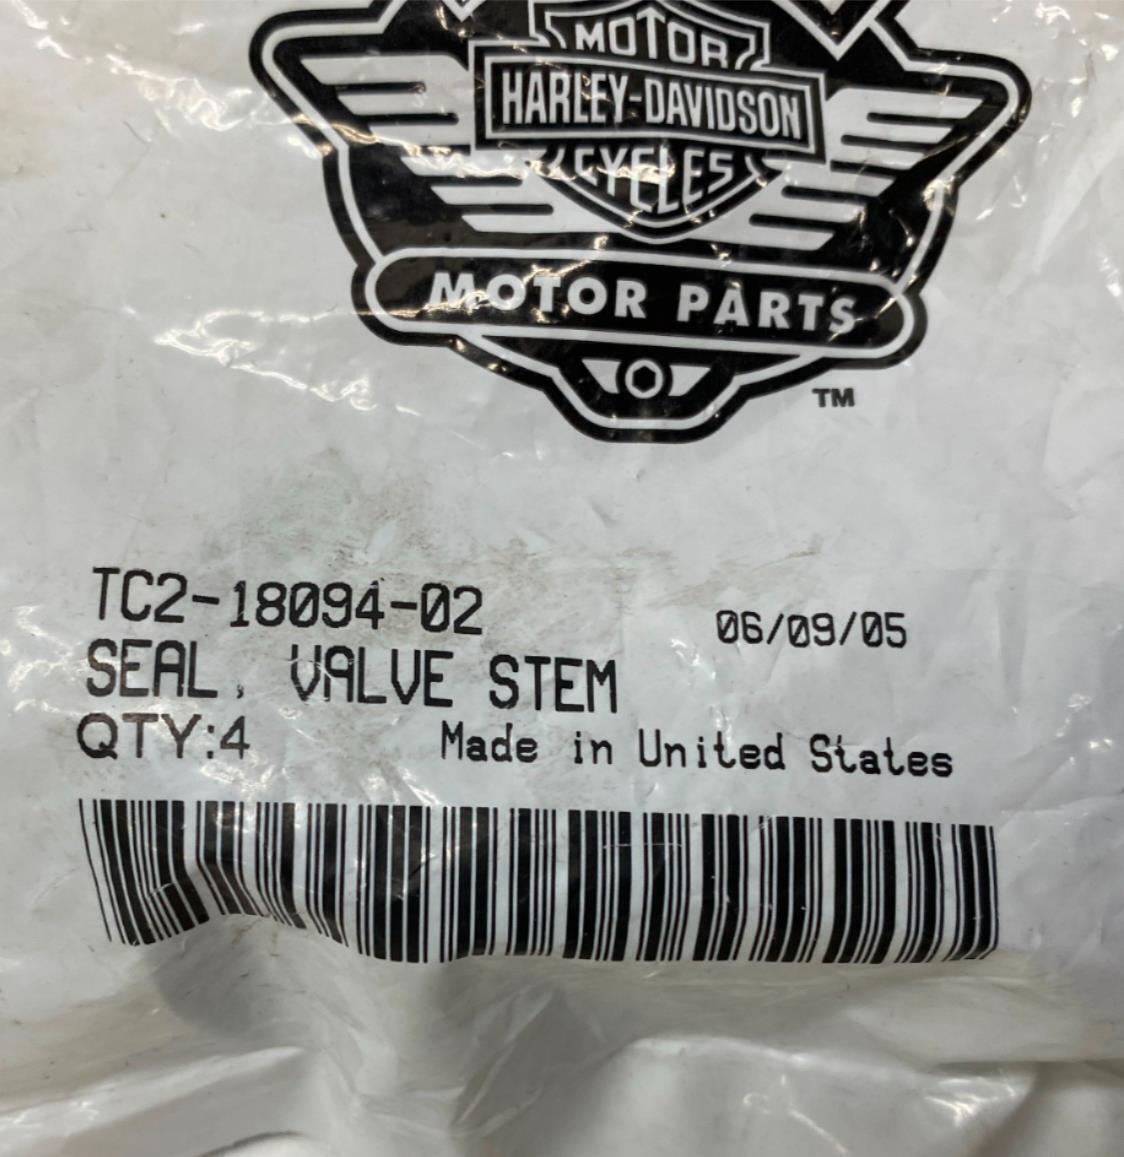 MOTOR
HARLEY-DAVIDSON
CYCLES
MOTOR PARTS
TM
TC2-18094-02
06/09/05
SEAL, VALVE STEM
QTY:4
Made in United States